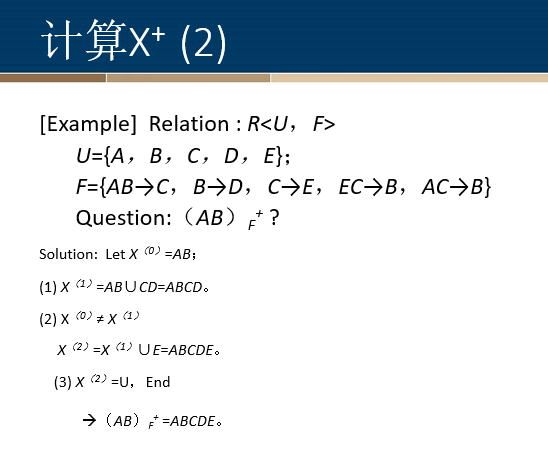 计算X⁺ (2)
[Example] Relation : R<U， F>
U={A，B，C，D，E}；
F={AB→C，B→D，C→E，EC→B，AC→B}
Question:（AB）F⁺ ?
Solution: Let X（0）=AB；
(1) X（1）=AB∪CD=ABCD。
(2) X（0）≠ X（1）
X（2）=X（1）∪E=ABCDE。
(3) X（2）=U，End
→（AB）F⁺ =ABCDE。